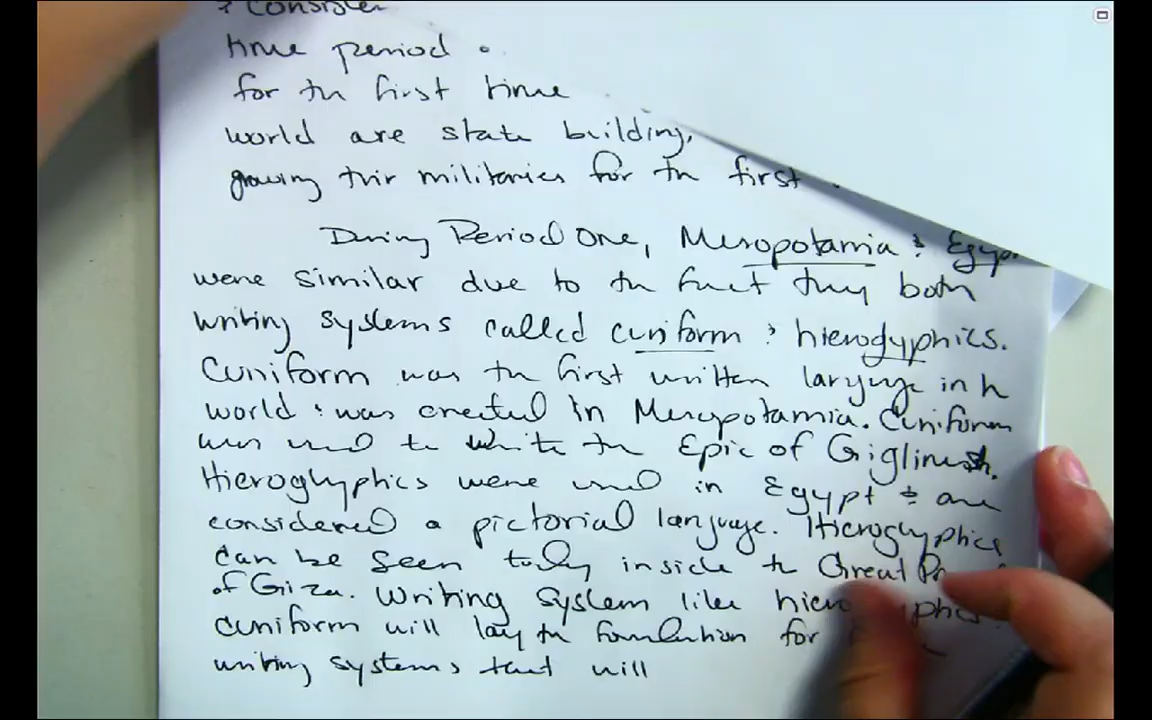 & Consider
time period .
for the first time
world are state building,
growing their militaries for the first
During Period One, Mesopotamia & Egyp
were similar due to the fact they both
writing systems called cuniform & hieroglyphics.
Cuniform was the first written language in
world & was created in Mesopotamia. Cuniform
was used to write the Epic of
Hieroglyphics were used in Egypt & are
considered a pictorial language. Hieroglyphics
can be seen today inside the Great
of Giza. Writing system like
cuniform will lay the foundation for
writing systems that will